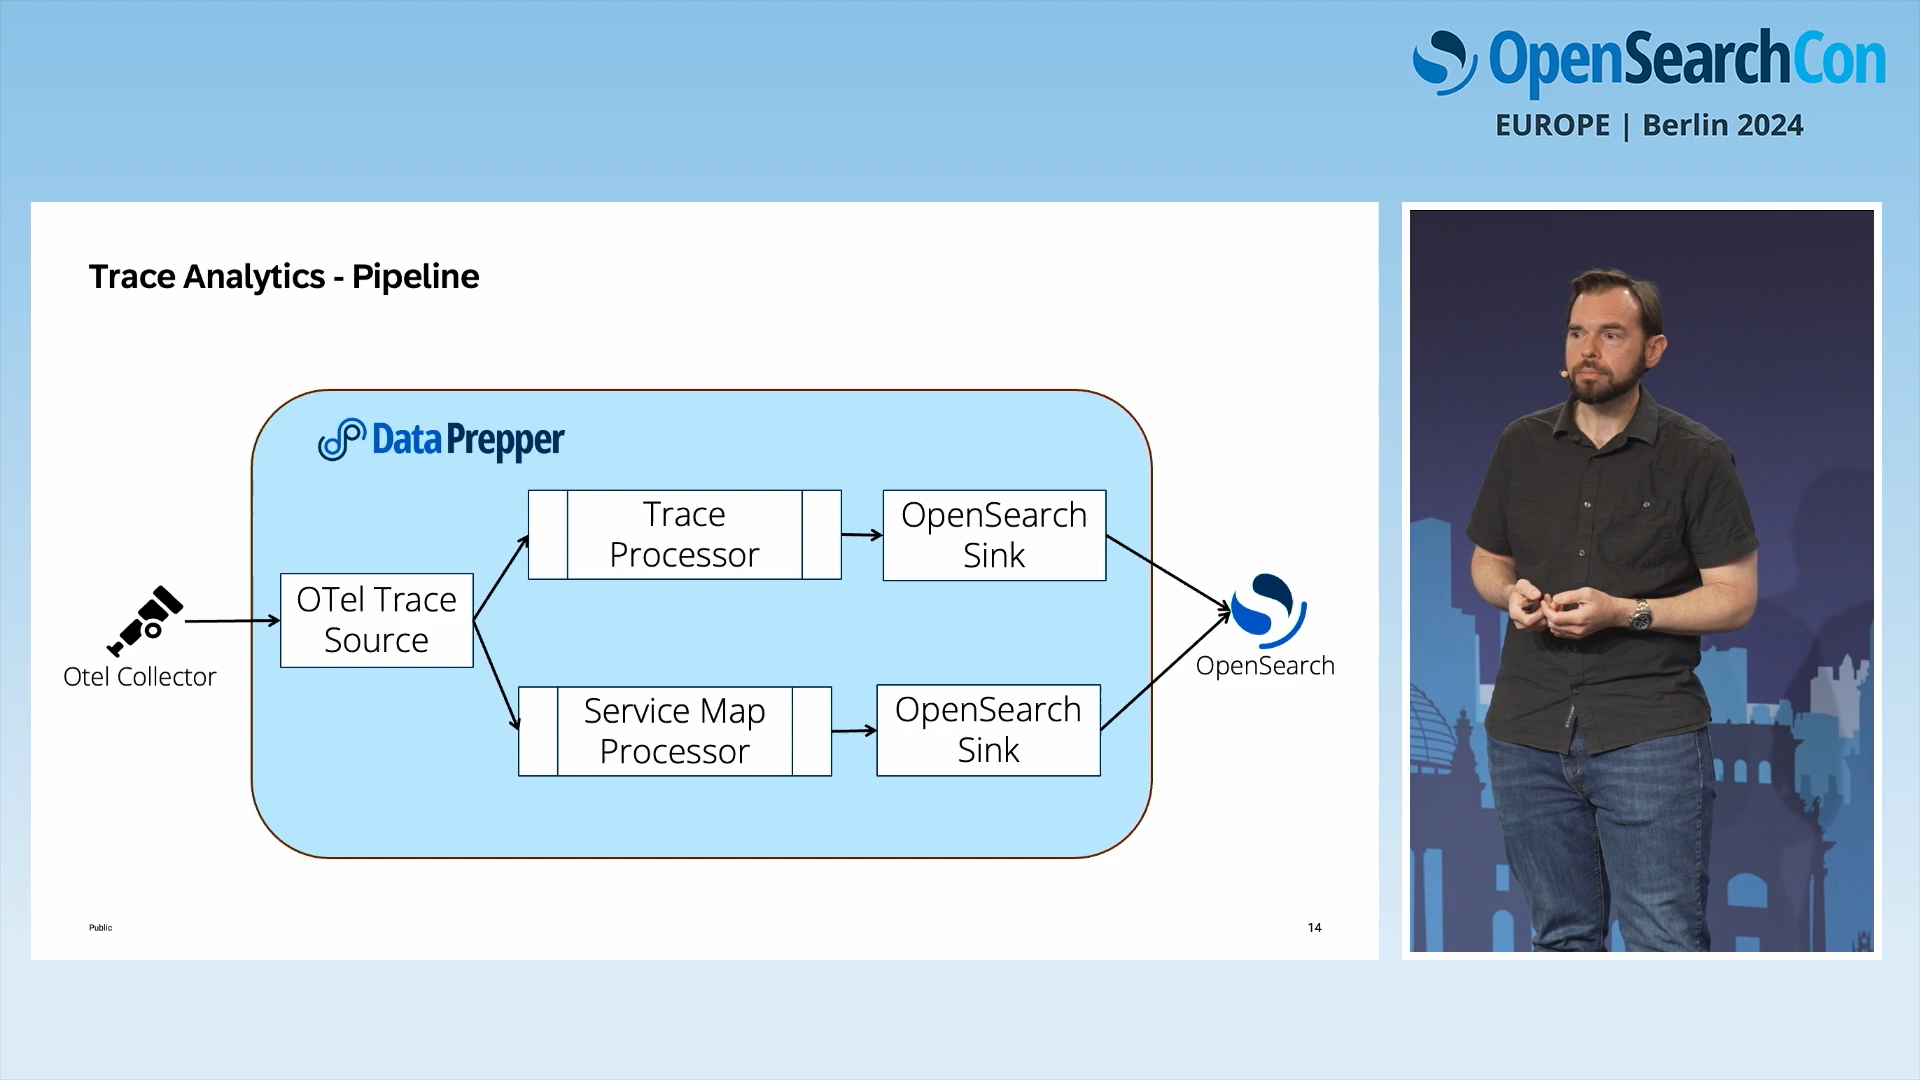 OpenSearchCon
EUROPE | Berlin 2024
Trace Analytics - Pipeline
Data Prepper
Trace
Processor
OpenSearch
Sink
OTel Trace
Source
Otel Collector
OpenSearch
Service Map
Processor
OpenSearch
Sink
Public
14